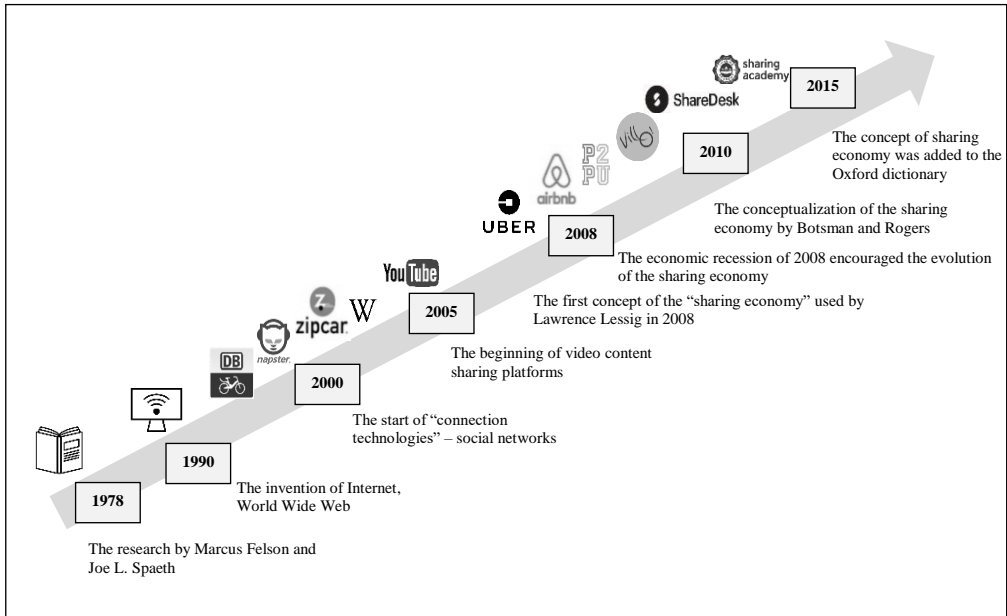 sharing
academy
2015
ShareDesk
The concept of sharing
economy was added to the
Oxford dictionary
Villo!
2010
P2
PU
airbnb
The conceptualization of the sharing
economy by Botsman and Rogers
UBER
2008
The economic recession of 2008 encouraged the evolution
of the sharing economy
YouTube
The first concept of the “sharing economy” used by
Lawrence Lessig in 2008
2005
Z
zipcar.
W
The beginning of video content
sharing platforms
napster.
DB
2000
The start of “connection
technologies” – social networks
1990
The invention of Internet,
World Wide Web
1978
The research by Marcus Felson and
Joe L. Spaeth